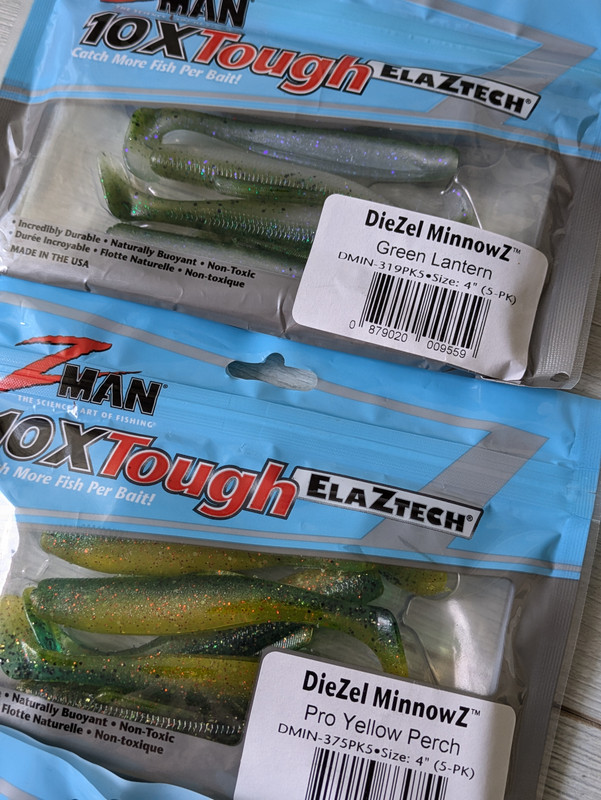 ZMAN
10XTough ELAZTECH®
Catch More Fish Per Bait!
DieZel MinnowZ™
Green Lantern
DMIN-319PK5•Size: 4" (5-PK)
0 879020 009559
• Incredibly Durable • Naturally Buoyant • Non-Toxic
• Durée Incroyable • Flotte Naturelle • Non-toxique
MADE IN THE USA
ZMAN®
THE SCIENCE & ART OF FISHING®
10XTough ELAZTECH®
More Fish Per Bait!
DieZel MinnowZ™
Pro Yellow Perch
DMIN-375PK5•Size: 4" (5-PK)
• Naturally Buoyant • Non-Toxic
Flotte Naturelle • Non-toxique